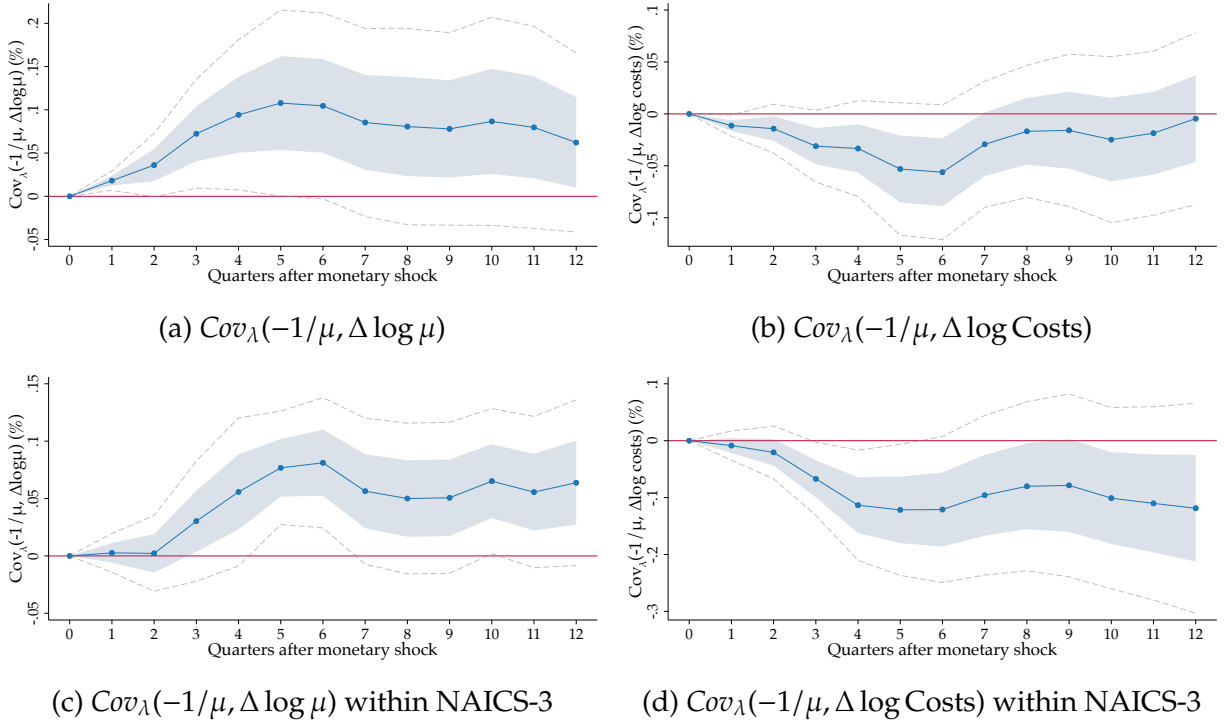 Cov_λ(-1/μ, Δlogμ) (%)
.2
.15
.1
.05
0
-.05
0 1 2 3 4 5 6 7 8 9 10 11 12
Quarters after monetary shock
(a) Cov_λ(−1/μ, Δ log μ)
Cov_λ(-1/μ, Δlog costs) (%)
.1
.05
0
-.05
-.1
0 1 2 3 4 5 6 7 8 9 10 11 12
Quarters after monetary shock
(b) Cov_λ(−1/μ, Δ log Costs)
Cov_λ(-1/μ, Δlogμ) (%)
.15
.1
.05
0
-.05
0 1 2 3 4 5 6 7 8 9 10 11 12
Quarters after monetary shock
(c) Cov_λ(−1/μ, Δ log μ) within NAICS-3
Cov_λ(-1/μ, Δlog costs) (%)
.1
0
-.1
-.2
-.3
0 1 2 3 4 5 6 7 8 9 10 11 12
Quarters after monetary shock
(d) Cov_λ(−1/μ, Δ log Costs) within NAICS-3